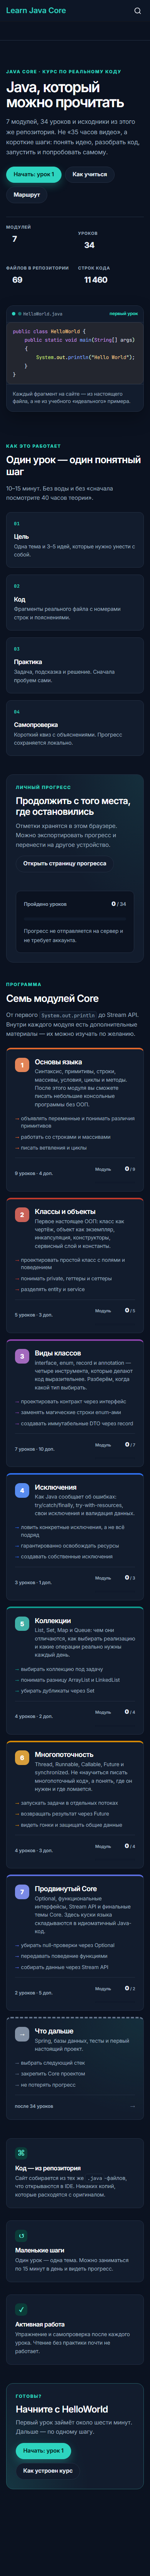 Learn Java Core
JAVA CORE · КУРС ПО РЕАЛЬНОМУ КОДУ
Java, который
можно прочитать
7 модулей, 34 урока и исходники из этого
же репозитория. Не «35 часов видео», а
короткие шаги: понял идею, разобрал код,
запустить и попробовать самому.
Начать: урок 1
Как учиться
Маршрут
МОДУЛЕЙ
7
УРОКОВ
34
ФАЙЛОВ В РЕПОЗИТОРИИ
69
СТРОК КОДА
11 460
HelloWorld.java
первый урок
public class HelloWorld {
public static void main(String[] args)
{
System.out.println("Hello World");
}
}
Каждый фрагмент на сайте — из настоящего
файла, а не из учебного «идеального» примера.
КАК ЭТО РАБОТАЕТ
Один урок — один понятный
шаг
10–15 минут. Без воды и без «сначала
посмотрите 40 часов теории».
01
Цель
Одна тема и 3–5 идей, которые нужно унести с
собой.
02
Код
Фрагменты реального файла с номерами
строк и пояснениями.
03
Практика
Задача, подсказка и решение. Сначала
пробуем сами.
04
Самопроверка
Короткий квиз с объяснениями. Прогресс
сохраняется локально.
ЛИЧНЫЙ ПРОГРЕСС
Продолжить с того места,
где остановились
Отметки хранятся в этом браузере.
Можно экспортировать прогресс и
перенести на другое устройство.
Открыть страницу прогресса
Пройдено уроков
0 / 34
Прогресс не отправляется на сервер и
не требует аккаунта.
ПРОГРАММА
Семь модулей Core
От первого System.out.println до Stream API.
Внутри каждого модуля есть дополнительные
материалы — их можно читать по желанию.
1
Основы языка
Синтаксис, примитивы, строки,
массивы, условия, циклы и методы.
После этого модуля вы сможете
писать небольшие консольные
программы без ООП.
→ объявлять переменные и понимать различия
примитивов
→ работать со строками и массивами
→ писать ветвления и циклы
9 уроков · 4 доп.
Модуль
0 / 9
2
Классы и объекты
Первое настоящее ООП: класс как
чертёж, объект как экземпляр,
инкапсуляция, конструкторы,
сервисный слой и константы.
→ проектировать простой класс с полями и
поведением
→ понимать private, геттеры и сеттеры
→ разделять entity и service
5 уроков · 3 доп.
Модуль
0 / 5
3
Виды классов
Interface, enum, record и annotation —
четыре инструмента, которые делают
код выразительнее. Разберём, когда
какой тип выбирать.
→ проектировать контракт через интерфейс
→ заменять магические строки enum-ами
→ создавать иммутабельные DTO через record
7 уроков · 10 доп.
Модуль
0 / 7
4
Исключения
Как Java сообщает об ошибках:
try/catch/finally, try-with-resources,
свои исключения и валидация данных.
→ ловить конкретные исключения, а не всё
подряд
→ гарантированно освобождать ресурсы
→ создавать собственные исключения
3 урока · 1 доп.
Модуль
0 / 3
5
Коллекции
List, Set, Map и Queue: чем они
отличаются, как выбирать реализацию
и какие операции реально нужны
каждый день.
→ выбирать коллекцию под задачу
→ понимать разницу ArrayList и LinkedList
→ убирать дубликаты через Set
4 урока · 2 доп.
Модуль
0 / 4
6
Многопоточность
Thread, Runnable, Callable, Future и
synchronized. Не «научиться писать
многопоточный код», а понять, где он
нужен и где ломается.
→ запускать задачи в отдельных потоках
→ возвращать результат через Future
→ видеть гонки и защищать общие данные
4 урока · 3 доп.
Модуль
0 / 4
7
Продвинутый Core
Optional, функциональные
интерфейсы, Stream API и финальные
темы Core. Здесь куски языка
складываются в идиоматичный Java-
код.
→ убирать null-проверки через Optional
→ передавать поведение функциями
→ собирать данные через Stream API
2 урока · 5 доп.
Модуль
0 / 2
→
Что дальше
Spring, базы данных, тесты и первый
настоящий проект.
→ выбрать следующий стек
→ закрепить Core проектом
→ не потерять прогресс
после 34 уроков
→
⌘
Код — из репозитория
Сайт собирается из тех же .java-файлов,
что открываются в IDE. Никаких копий,
которые расходятся с оригиналом.
Маленькие шаги
Один урок — одна тема. Можно заниматься
по 15 минут в день и видеть прогресс.
✓
Активная работа
Упражнения и самопроверка после каждого
урока. Чтение без практики почти не
работает.
ГОТОВЫ?
Начните с HelloWorld
Первый урок займёт около шести минут.
Дальше — по одному шагу.
Начать: урок 1
Как устроен курс